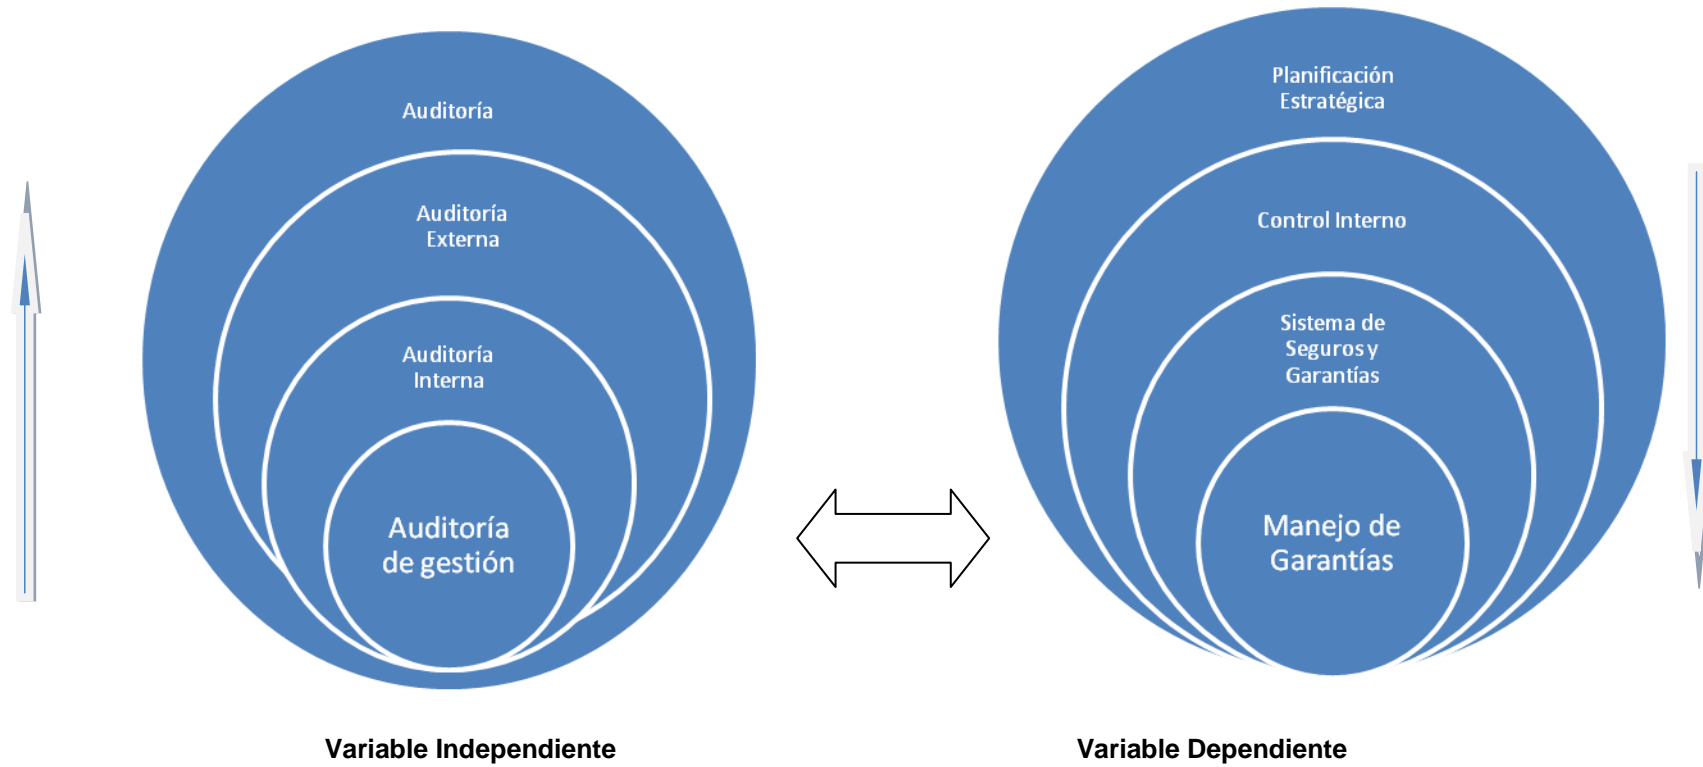 Auditoría
Auditoría
Externa
Auditoría
Interna
Auditoría
de gestión
Planificación
Estratégica
Control Interno
Sistema de
Seguros y
Garantías
Manejo de
Garantías
Variable Independiente
Variable Dependiente